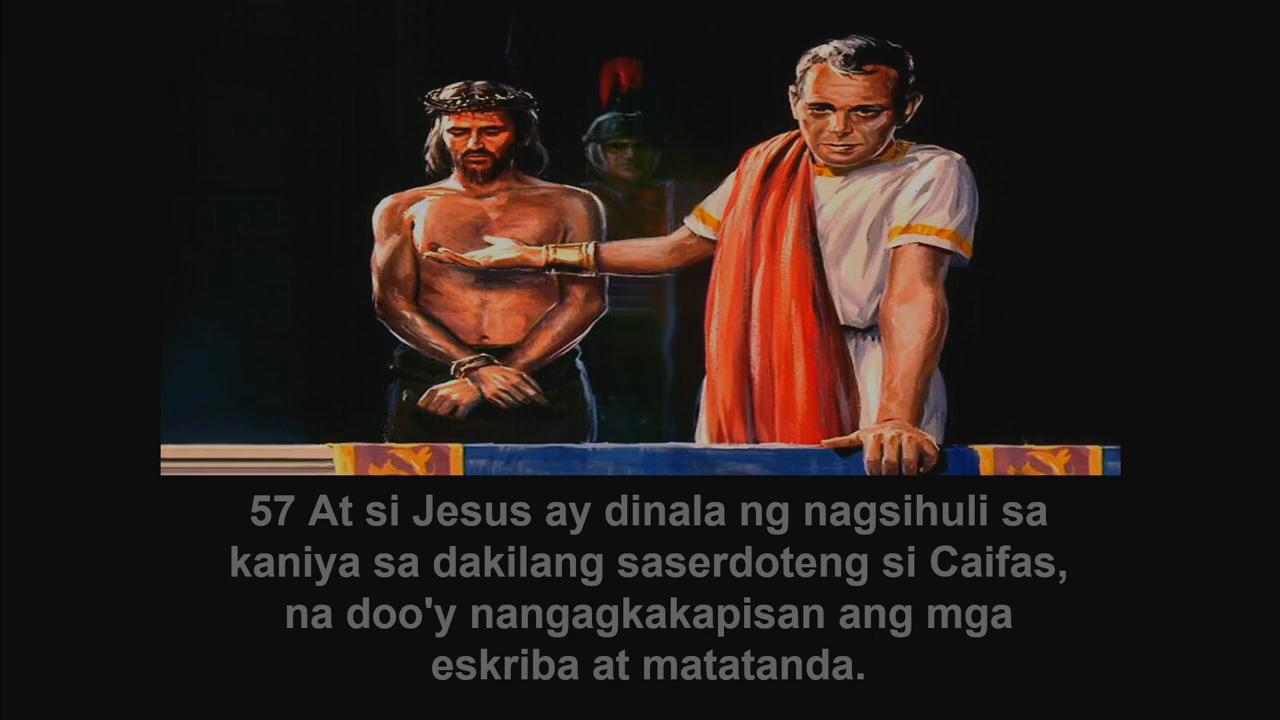 57 At si Jesus ay dinala ng nagsihuli sa
kaniya sa dakilang saserdoteng si Caifas,
na doo'y nangagkakapisan ang mga
eskriba at matatanda.